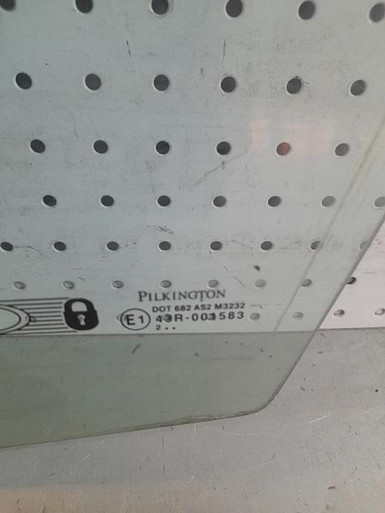 PILKINGTON
DOT 682 AS2 M3232
E1 43R-003583
2..